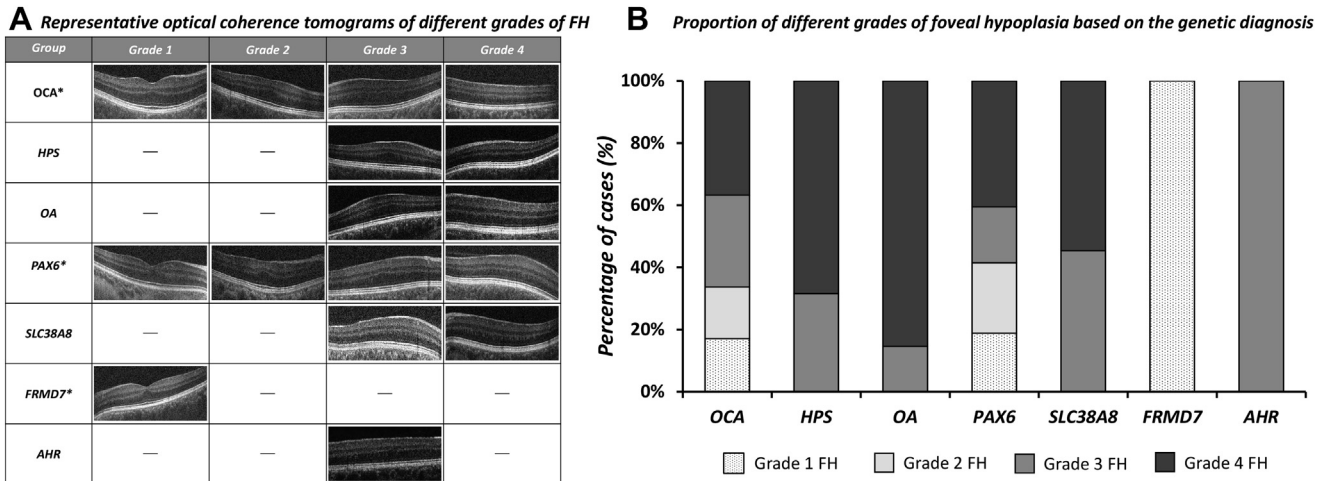 A Representative optical coherence tomograms of different grades of FH
Group Grade 1 Grade 2 Grade 3 Grade 4
OCA*
HPS — —
OA — —
PAX6*
SLC38A8 — —
FRMD7* — — —
AHR — — —
B Proportion of different grades of foveal hypoplasia based on the genetic diagnosis
Percentage of cases (%)
100%
80%
60%
40%
20%
0%
OCA HPS OA PAX6 SLC38A8 FRMD7 AHR
Grade 1 FH Grade 2 FH Grade 3 FH Grade 4 FH